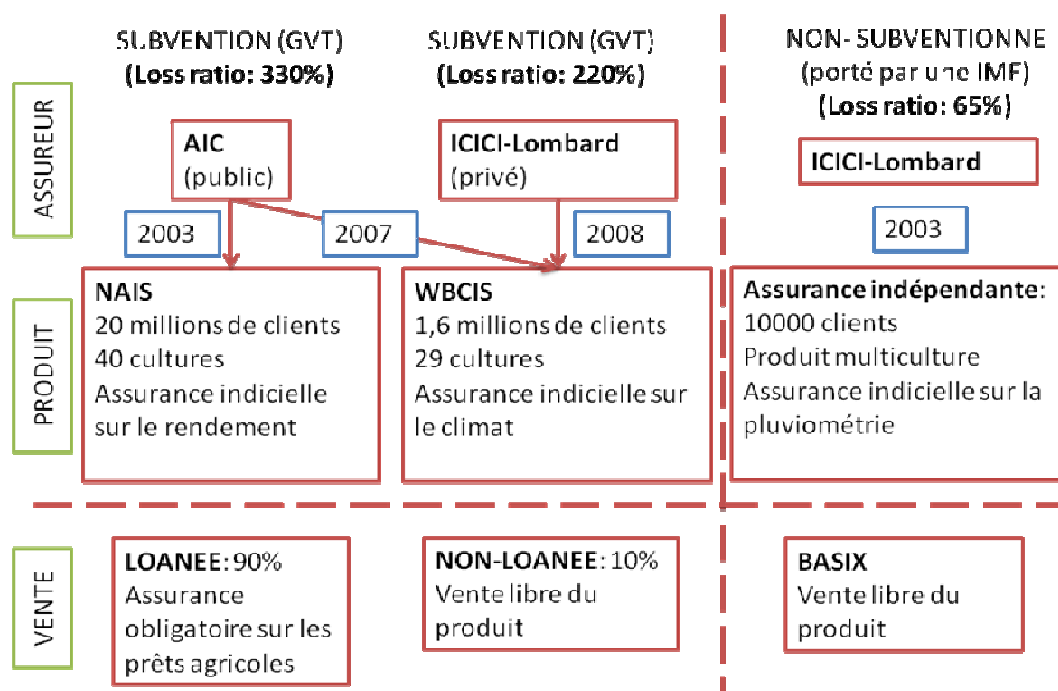 SUBVENTION (GVT)
(Loss ratio: 330%)
SUBVENTION (GVT)
(Loss ratio: 220%)
NON- SUBVENTIONNE
(porté par une IMF)
(Loss ratio: 65%)
ASSUREUR
AIC
(public)
ICICI-Lombard
(privé)
ICICI-Lombard
2003
2007
2008
2003
PRODUIT
NAIS
20 millions de clients
40 cultures
Assurance indicielle
sur le rendement
WBCIS
1,6 millions de clients
29 cultures
Assurance indicielle sur
le climat
Assurance indépendante:
10000 clients
Produit multiculture
Assurance indicielle sur la
pluviométrie
VENTE
LOANEE: 90%
Assurance
obligatoire sur les
prêts agricoles
NON-LOANEE: 10%
Vente libre du
produit
BASIX
Vente libre du
produit